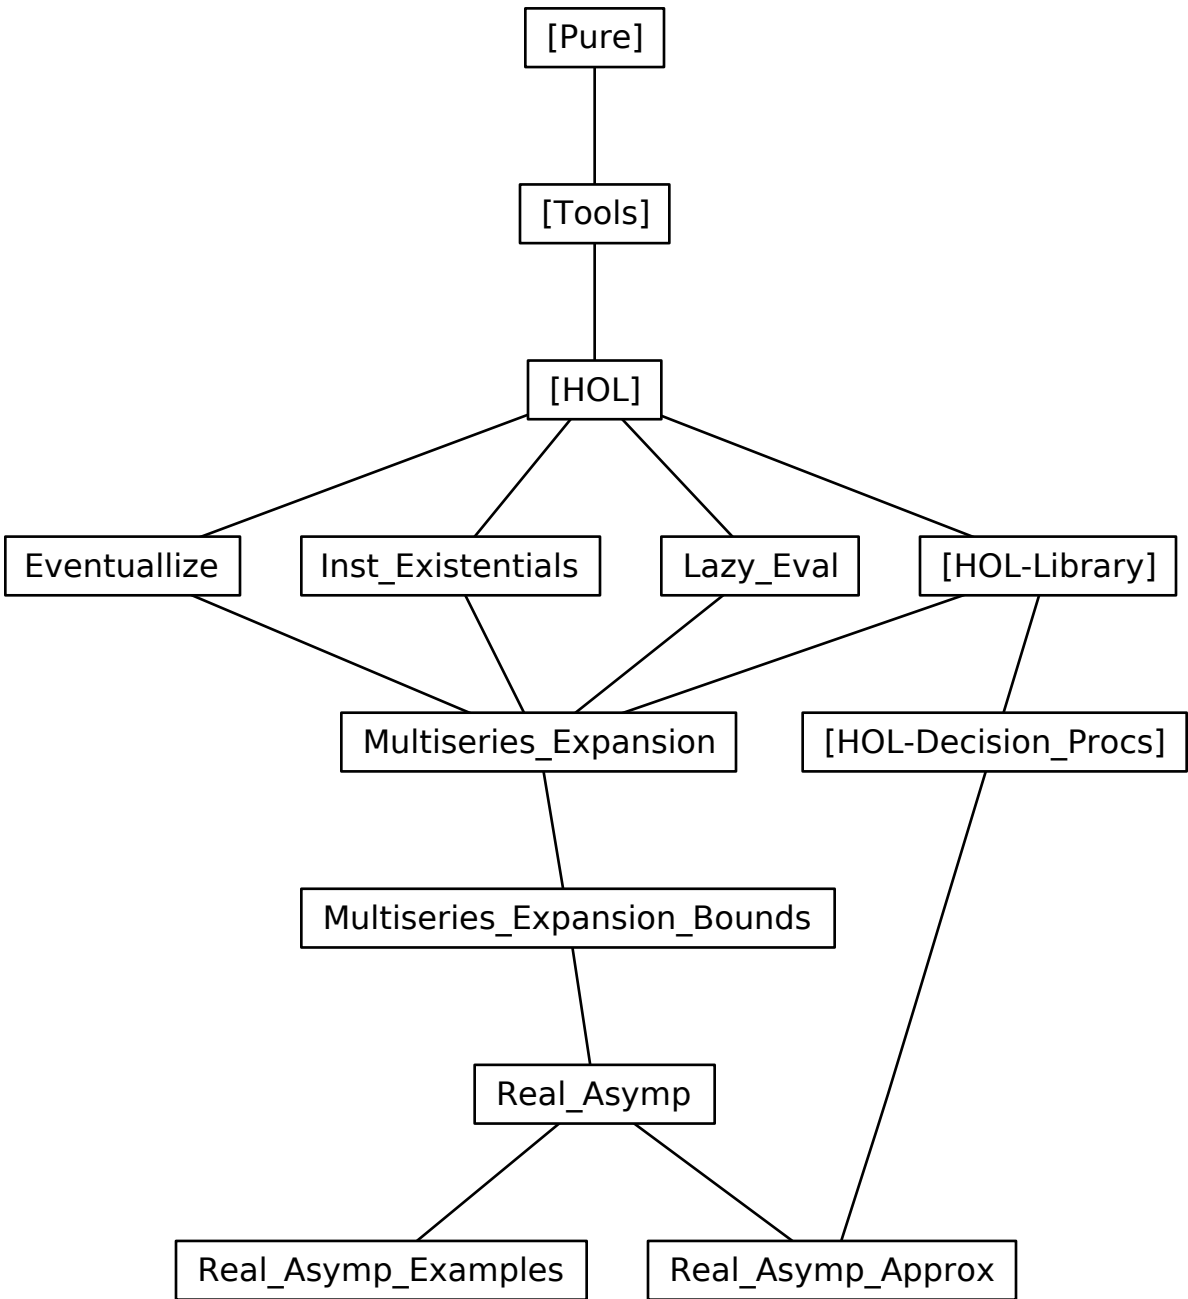 [Pure]
[Tools]
[HOL]
Eventuallize
Inst_Existentials
Lazy_Eval
[HOL-Library]
Multiseries_Expansion
[HOL-Decision_Procs]
Multiseries_Expansion_Bounds
Real_Asymp
Real_Asymp_Examples
Real_Asymp_Approx